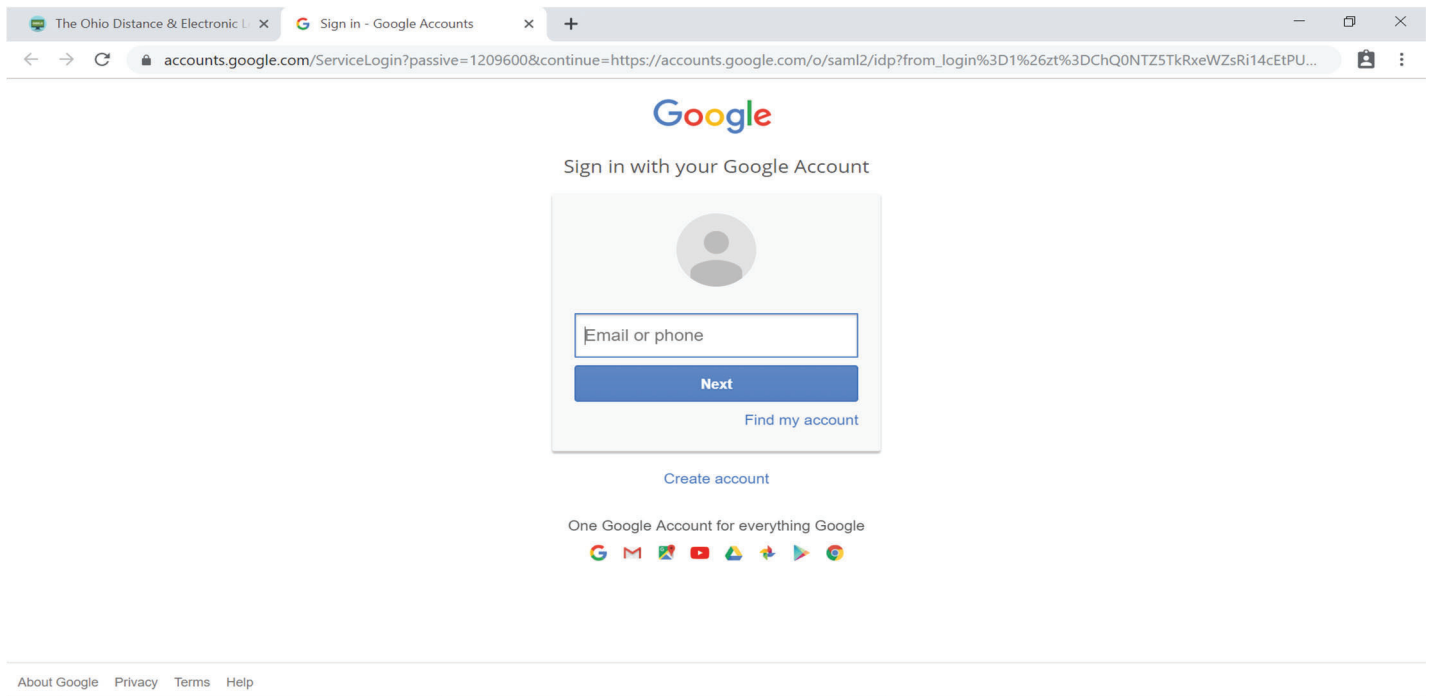 The Ohio Distance & Electronic L
Sign in - Google Accounts
accounts.google.com/ServiceLogin?passive=1209600&continue=https://accounts.google.com/o/saml2/idp?from_login%3D1%26zt%3DChQ0NTZ5TkRxeWZsRi14cEtPU...
Google
Sign in with your Google Account
Email or phone
Next
Find my account
Create account
One Google Account for everything Google
About Google Privacy Terms Help